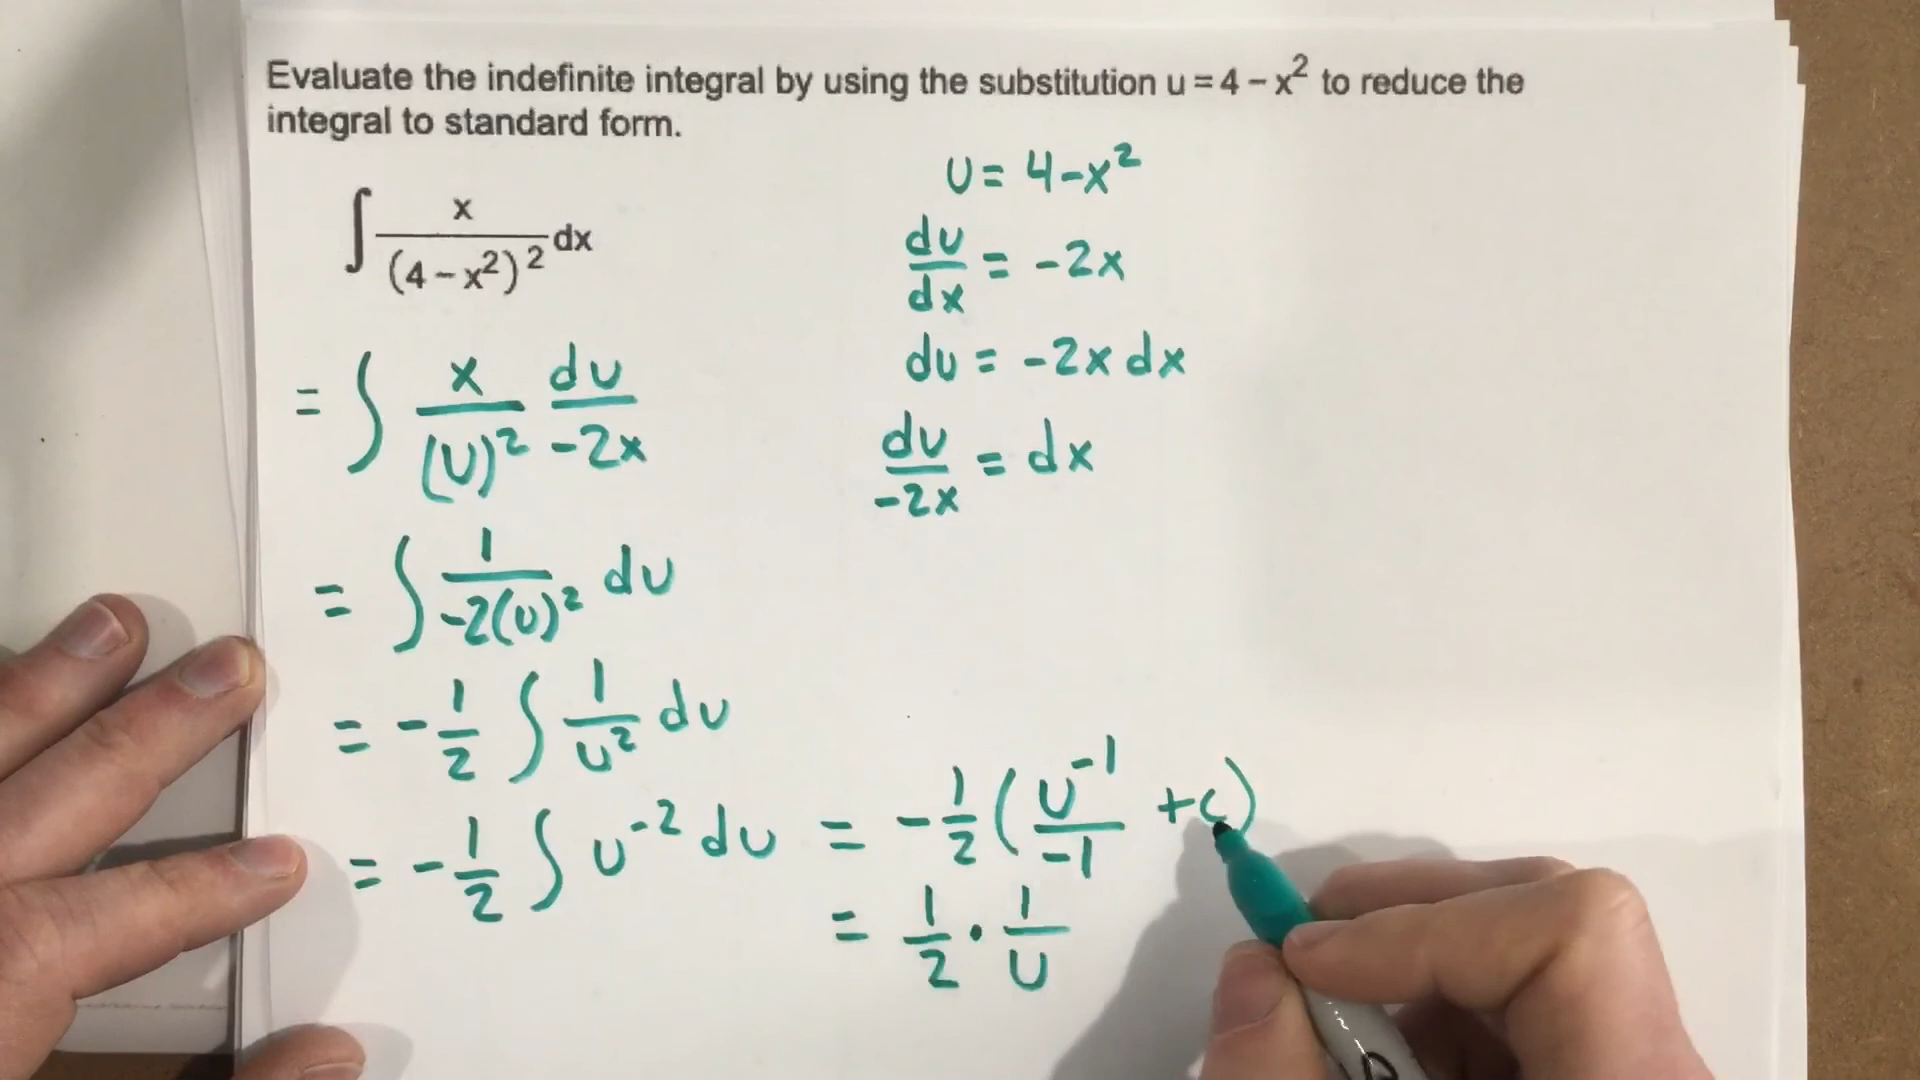 Evaluate the indefinite integral by using the substitution u = 4 − x² to reduce the
integral to standard form.
∫ x/(4 − x²)² dx
= ∫ x/(U)² du/-2x
= ∫ 1/-2(U)² du
= -1/2 ∫ 1/U² du
= -1/2 ∫ U⁻² du = -1/2 (U⁻¹/-1 + c)
= 1/2 · 1/U
U = 4-x²
du/dx = -2x
du = -2x dx
du/-2x = dx